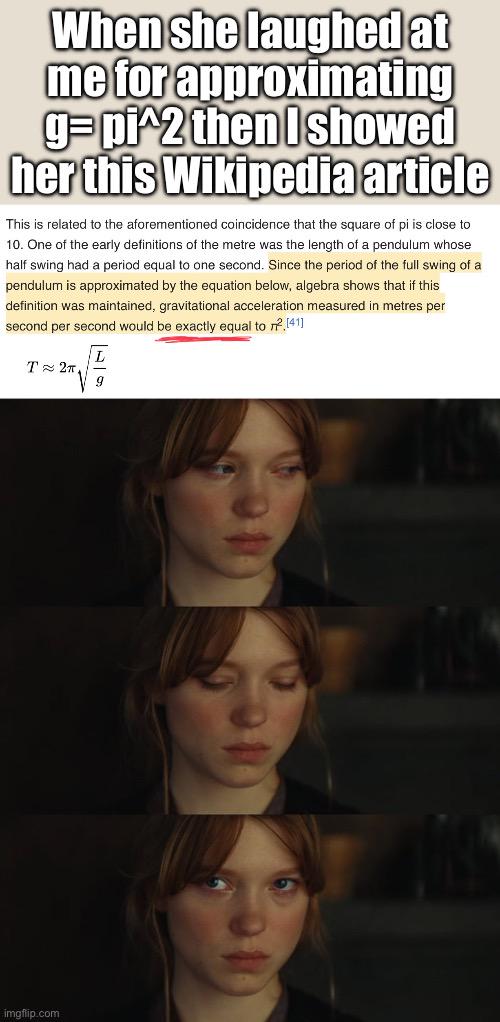 When she laughed at
me for approximating
g= pi^2 then I showed
her this Wikipedia article
This is related to the aforementioned coincidence that the square of pi is close to
10. One of the early definitions of the metre was the length of a pendulum whose
half swing had a period equal to one second. Since the period of the full swing of a
pendulum is approximated by the equation below, algebra shows that if this
definition was maintained, gravitational acceleration measured in metres per
second per second would be exactly equal to π².[41]
T ≈ 2π√(L/g)
imgflip.com